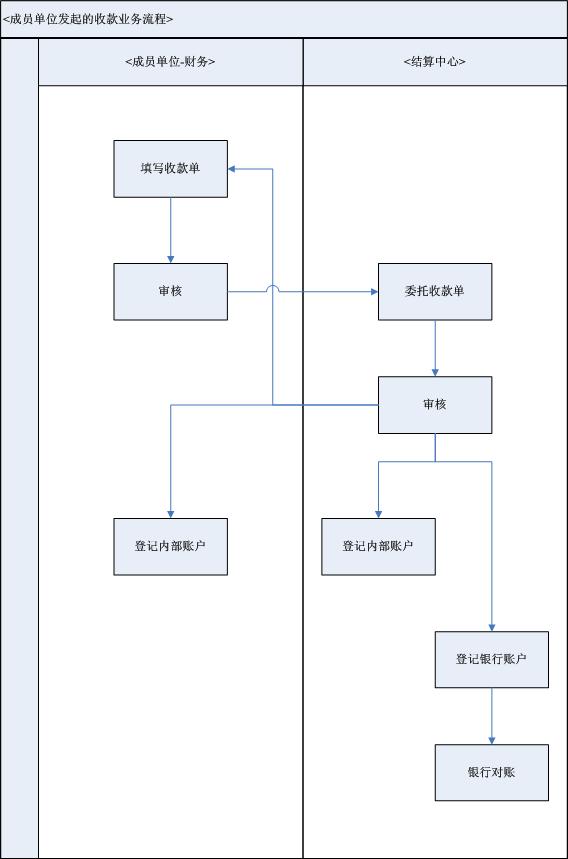 <成员单位发起的收款业务流程>
<成员单位-财务>
<结算中心>
填写收款单
审核
委托收款单
审核
登记内部账户
登记内部账户
登记银行账户
银行对账